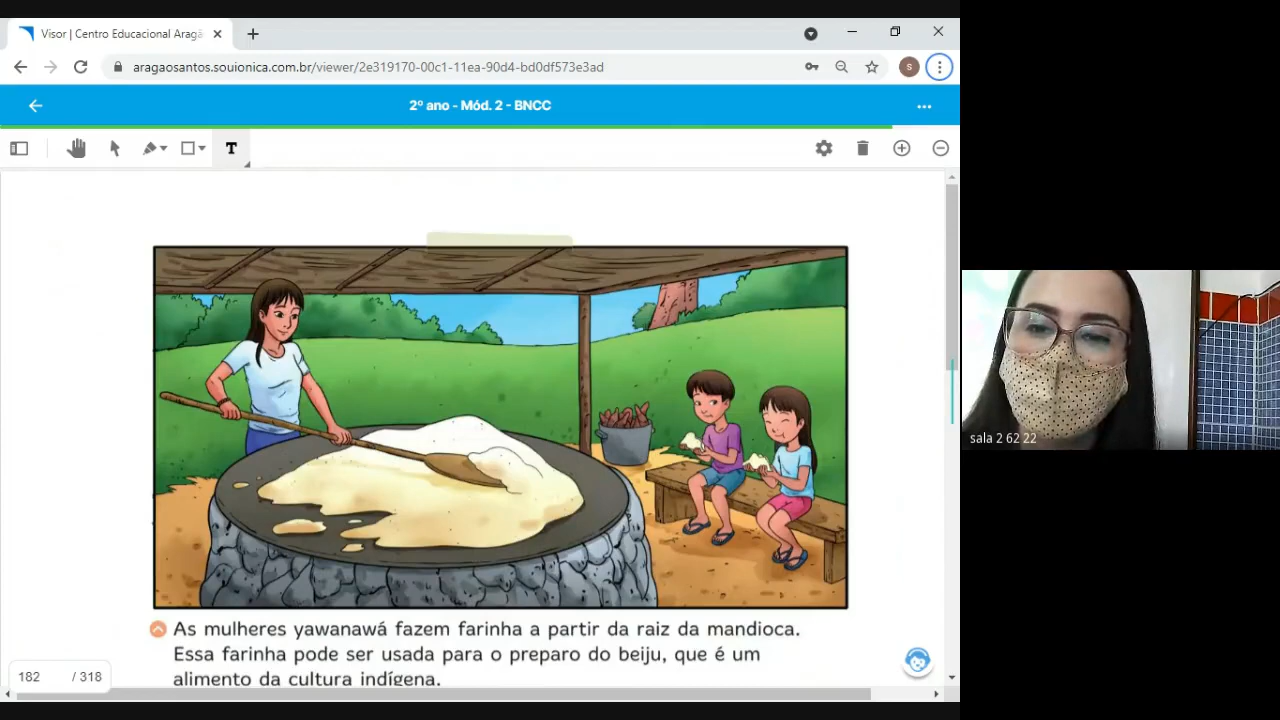 Visor | Centro Educacional Aragã
aragaosantos.souionica.com.br/viewer/2e319170-00c1-11ea-90d4-bd0df573e3ad
S
2º ano - Mód. 2 - BNCC
T
As mulheres yawanawá fazem farinha a partir da raiz da mandioca.
Essa farinha pode ser usada para o preparo do beiju, que é um
alimento da cultura indígena.
182 / 318
sala 2 62 22